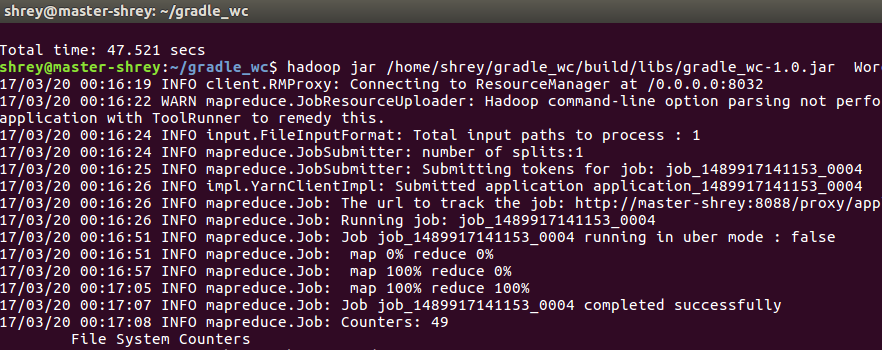 shrey@master-shrey: ~/gradle_wc
Total time: 47.521 secs
shrey@master-shrey:~/gradle_wc$ hadoop jar /home/shrey/gradle_wc/build/libs/gradle_wc-1.0.jar  Wor
17/03/20 00:16:19 INFO client.RMProxy: Connecting to ResourceManager at /0.0.0.0:8032
17/03/20 00:16:22 WARN mapreduce.JobResourceUploader: Hadoop command-line option parsing not perfo
application with ToolRunner to remedy this.
17/03/20 00:16:24 INFO input.FileInputFormat: Total input paths to process : 1
17/03/20 00:16:24 INFO mapreduce.JobSubmitter: number of splits:1
17/03/20 00:16:25 INFO mapreduce.JobSubmitter: Submitting tokens for job: job_1489917141153_0004
17/03/20 00:16:26 INFO impl.YarnClientImpl: Submitted application application_1489917141153_0004
17/03/20 00:16:26 INFO mapreduce.Job: The url to track the job: http://master-shrey:8088/proxy/app
17/03/20 00:16:26 INFO mapreduce.Job: Running job: job_1489917141153_0004
17/03/20 00:16:51 INFO mapreduce.Job: Job job_1489917141153_0004 running in uber mode : false
17/03/20 00:16:51 INFO mapreduce.Job:  map 0% reduce 0%
17/03/20 00:16:57 INFO mapreduce.Job:  map 100% reduce 0%
17/03/20 00:17:05 INFO mapreduce.Job:  map 100% reduce 100%
17/03/20 00:17:07 INFO mapreduce.Job: Job job_1489917141153_0004 completed successfully
17/03/20 00:17:08 INFO mapreduce.Job: Counters: 49
File System Counters